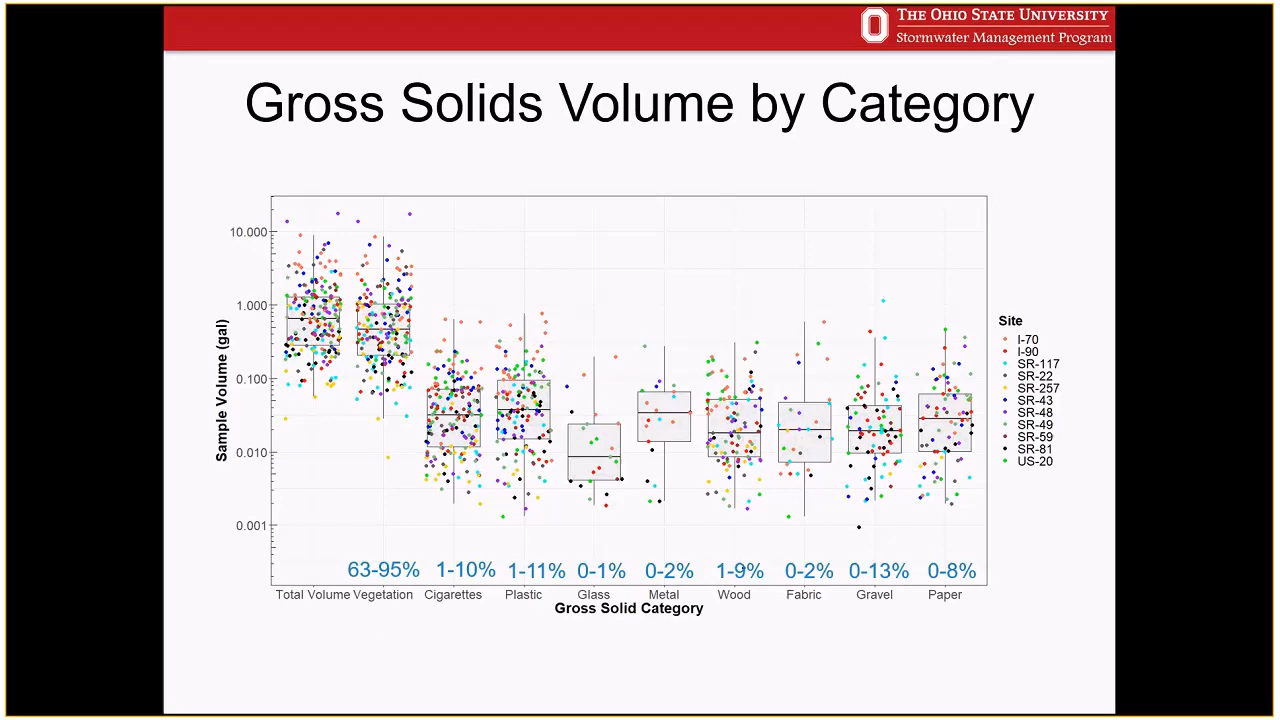 THE OHIO STATE UNIVERSITY
Stormwater Management Program
Gross Solids Volume by Category
Sample Volume (gal)
10.000
1.000
0.100
0.010
0.001
63-95% 1-10% 1-11% 0-1% 0-2% 1-9% 0-2% 0-13% 0-8%
Total Volume Vegetation Cigarettes Plastic Glass Metal Wood Fabric Gravel Paper
Gross Solid Category
Site
I-70
I-90
SR-117
SR-22
SR-257
SR-43
SR-48
SR-49
SR-59
SR-81
US-20